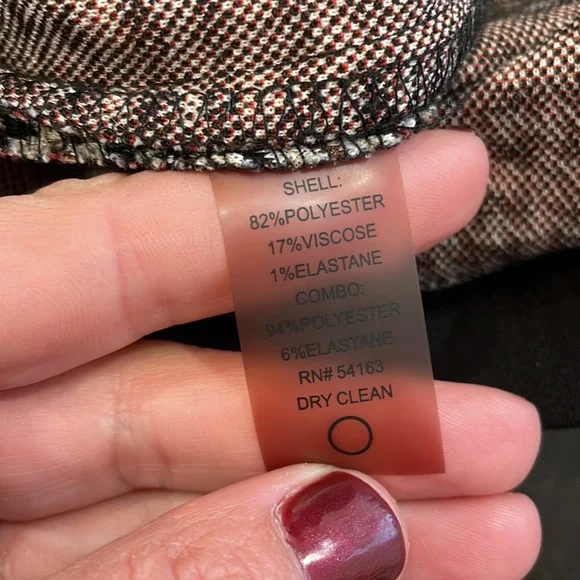 SHELL:
82%POLYESTER
17%VISCOSE
1%ELASTANE
COMBO:
94%POLYESTER
6%ELASTANE
RN# 54163
DRY CLEAN